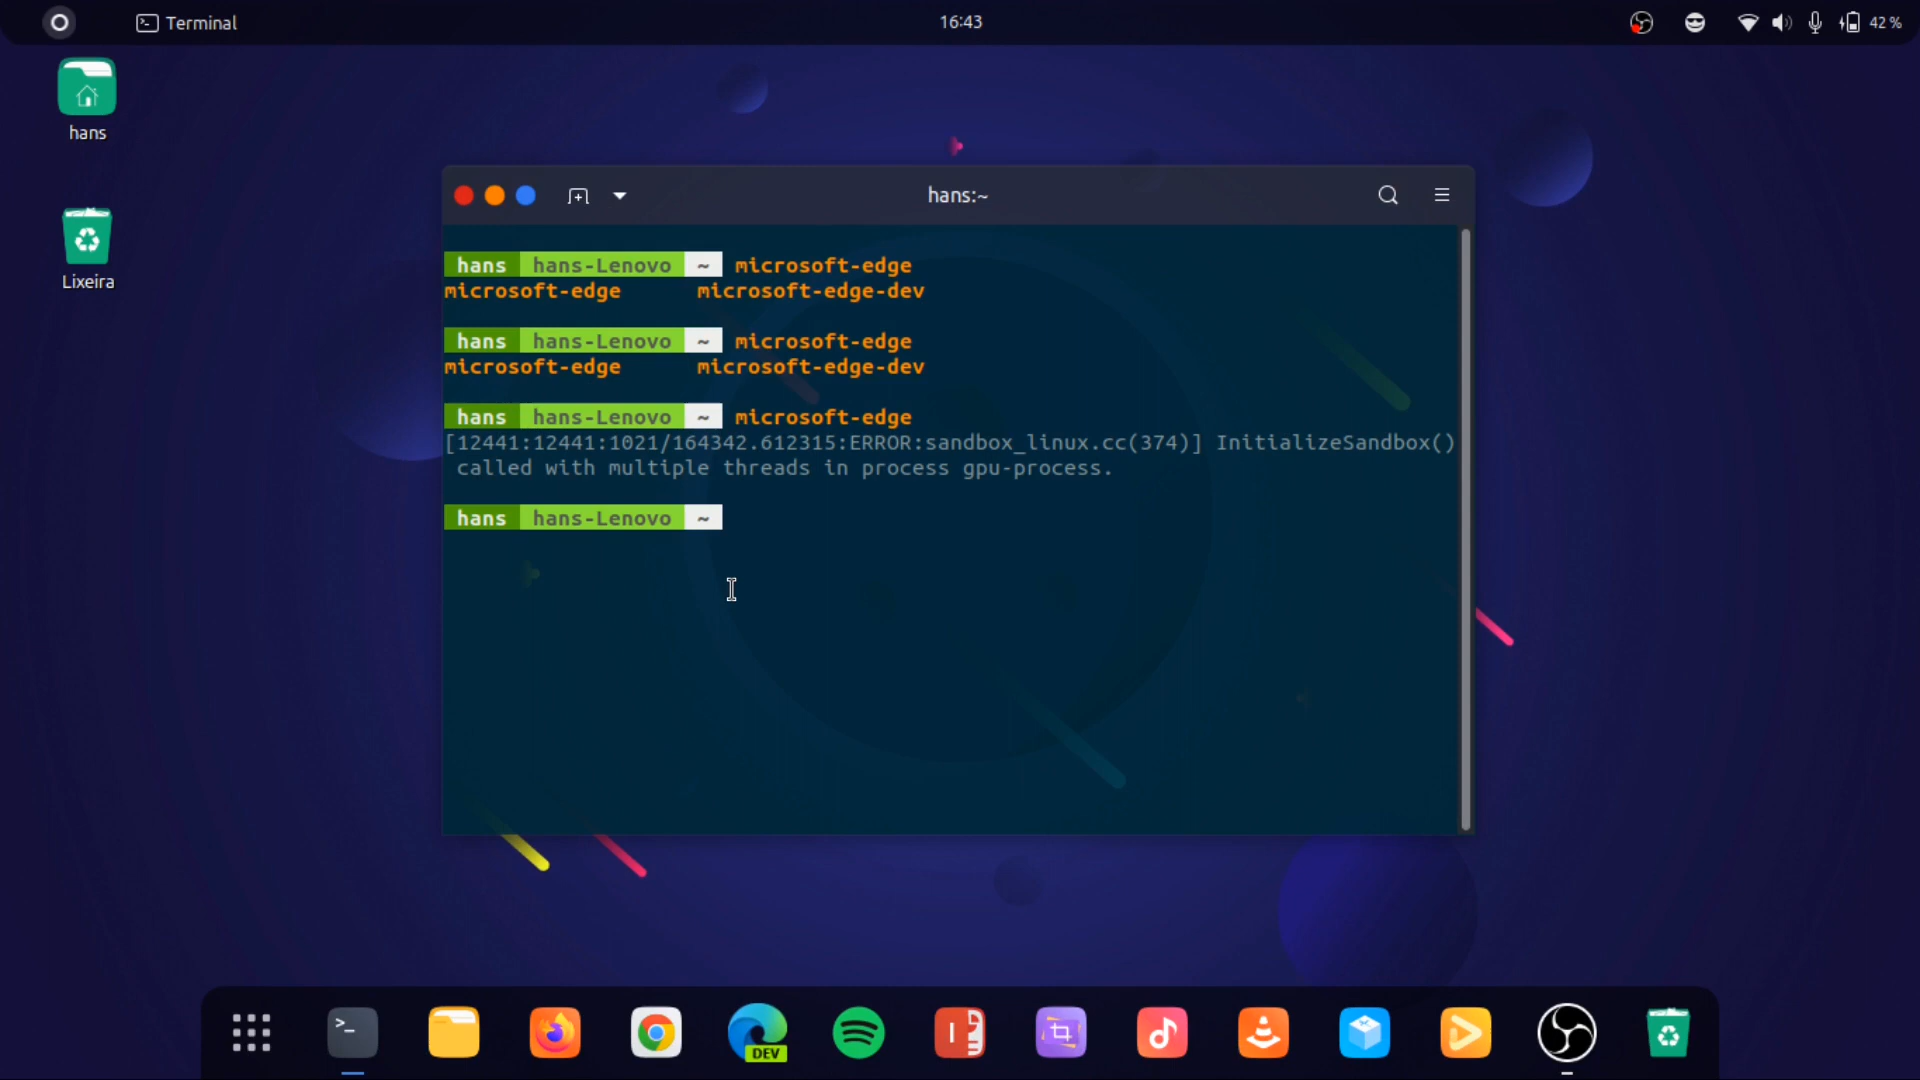 Terminal
16:43
42 %
hans
Lixeira
hans:~
hans hans-Lenovo ~ microsoft-edge
microsoft-edge microsoft-edge-dev
hans hans-Lenovo ~ microsoft-edge
microsoft-edge microsoft-edge-dev
hans hans-Lenovo ~ microsoft-edge
[12441:12441:1021/164342.612315:ERROR:sandbox_linux.cc(374)] InitializeSandbox()
called with multiple threads in process gpu-process.
hans hans-Lenovo ~
DEV